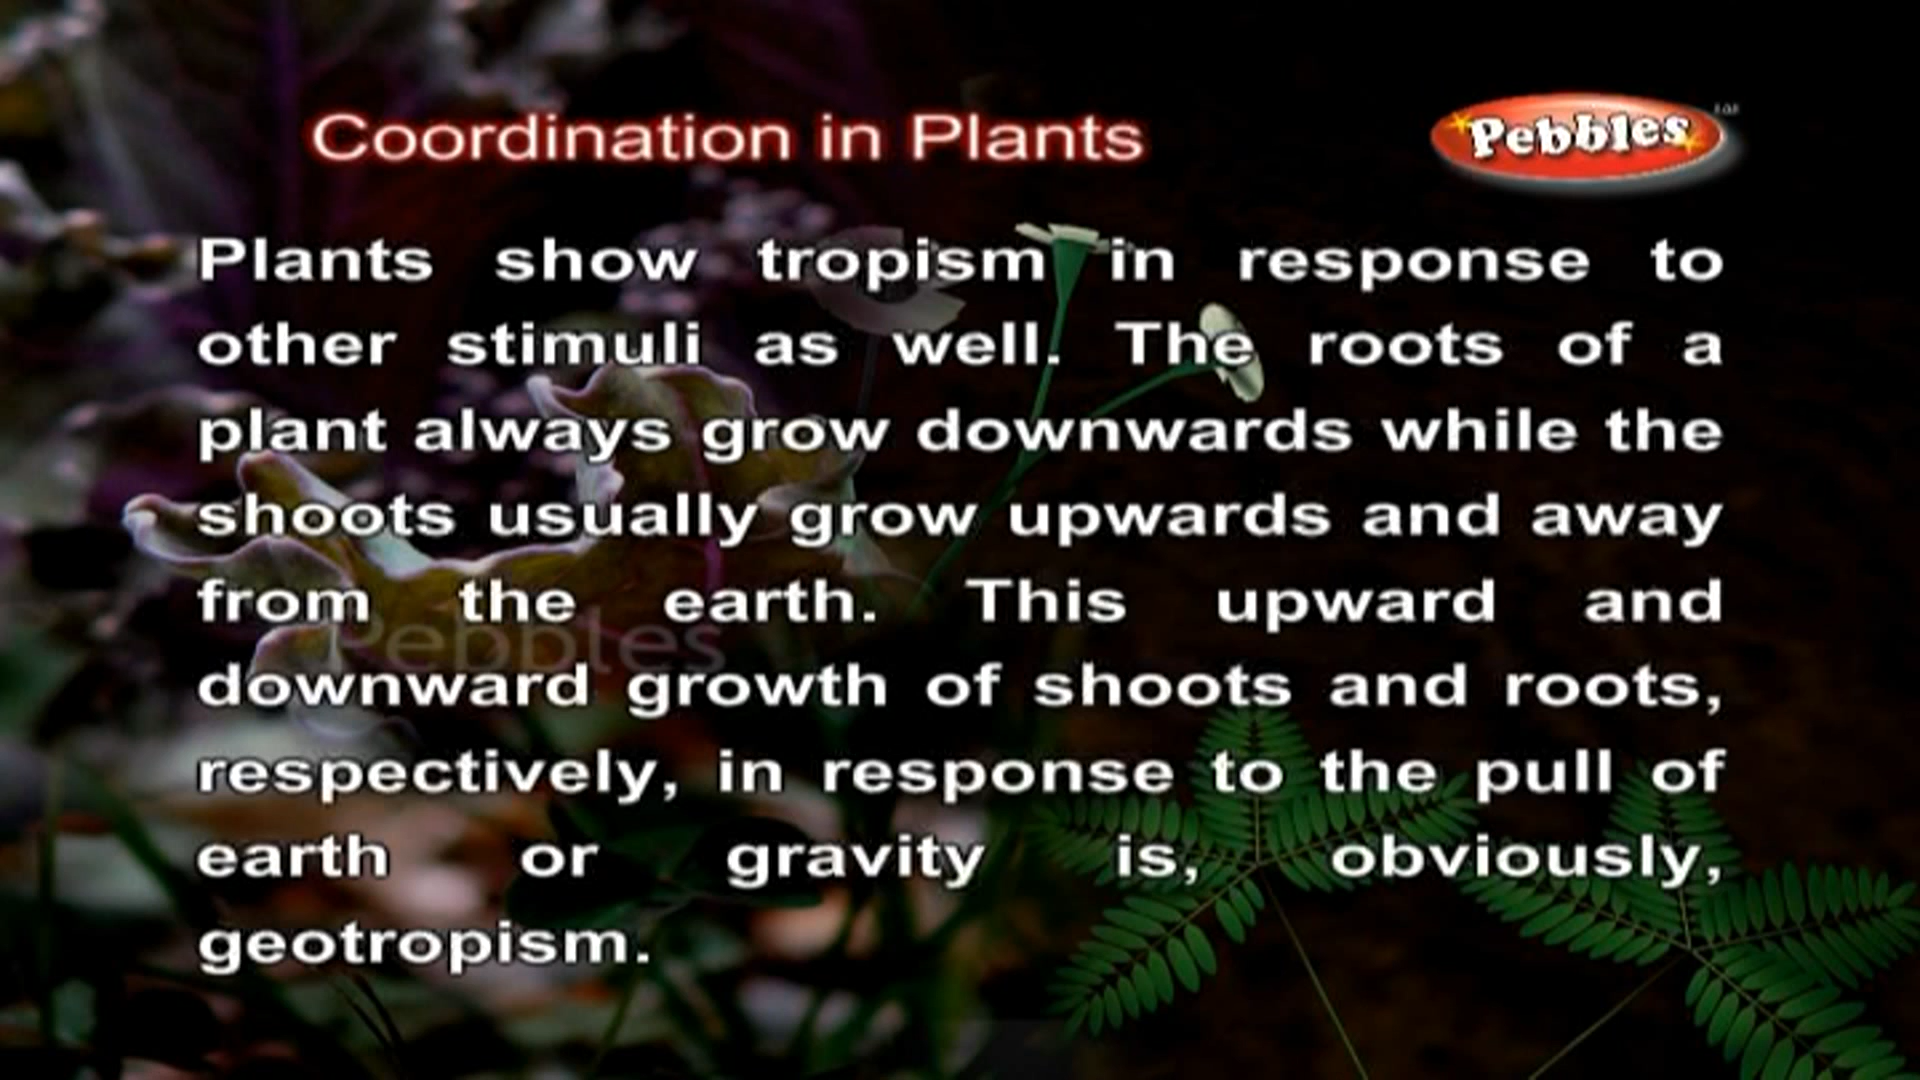 Coordination in Plants
Pebbles
Plants show tropism in response to
other stimuli as well. The roots of a
plant always grow downwards while the
shoots usually grow upwards and away
from the earth. This upward and
Pebbles
downward growth of shoots and roots,
respectively, in response to the pull of
earth or gravity is, obviously,
geotropism.